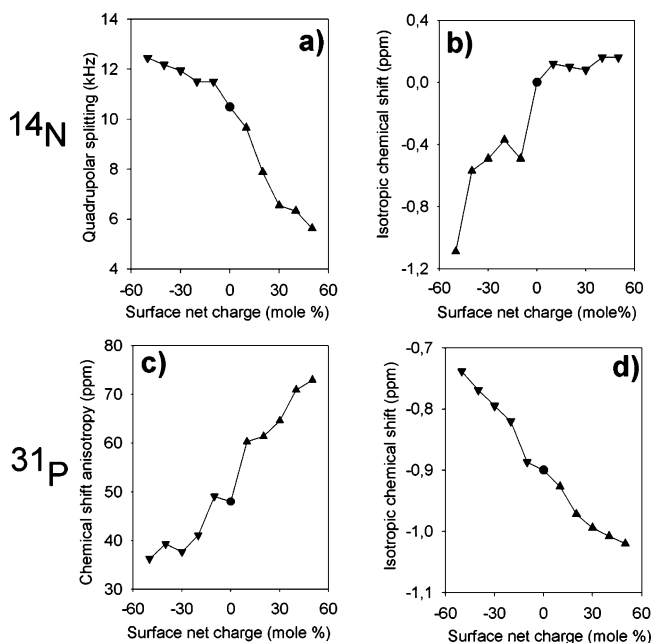 14N
a)
Quadrupolar splitting (kHz)
14
12
10
8
6
4
-60 -30 0 30 60
Surface net charge (mole %)
b)
Isotropic chemical shift (ppm)
0,4
0,0
-0,4
-0,8
-1,2
-60 -30 0 30 60
Surface net charge (mole%)
31P
c)
Chemical shift anisotropy (ppm)
80
70
60
50
40
30
-60 -30 0 30 60
Surface net charge (mole %)
d)
Isotropic chemical shift (ppm)
-0,7
-0,8
-0,9
-1,0
-1,1
-60 -30 0 30 60
Surface net charge (mole %)